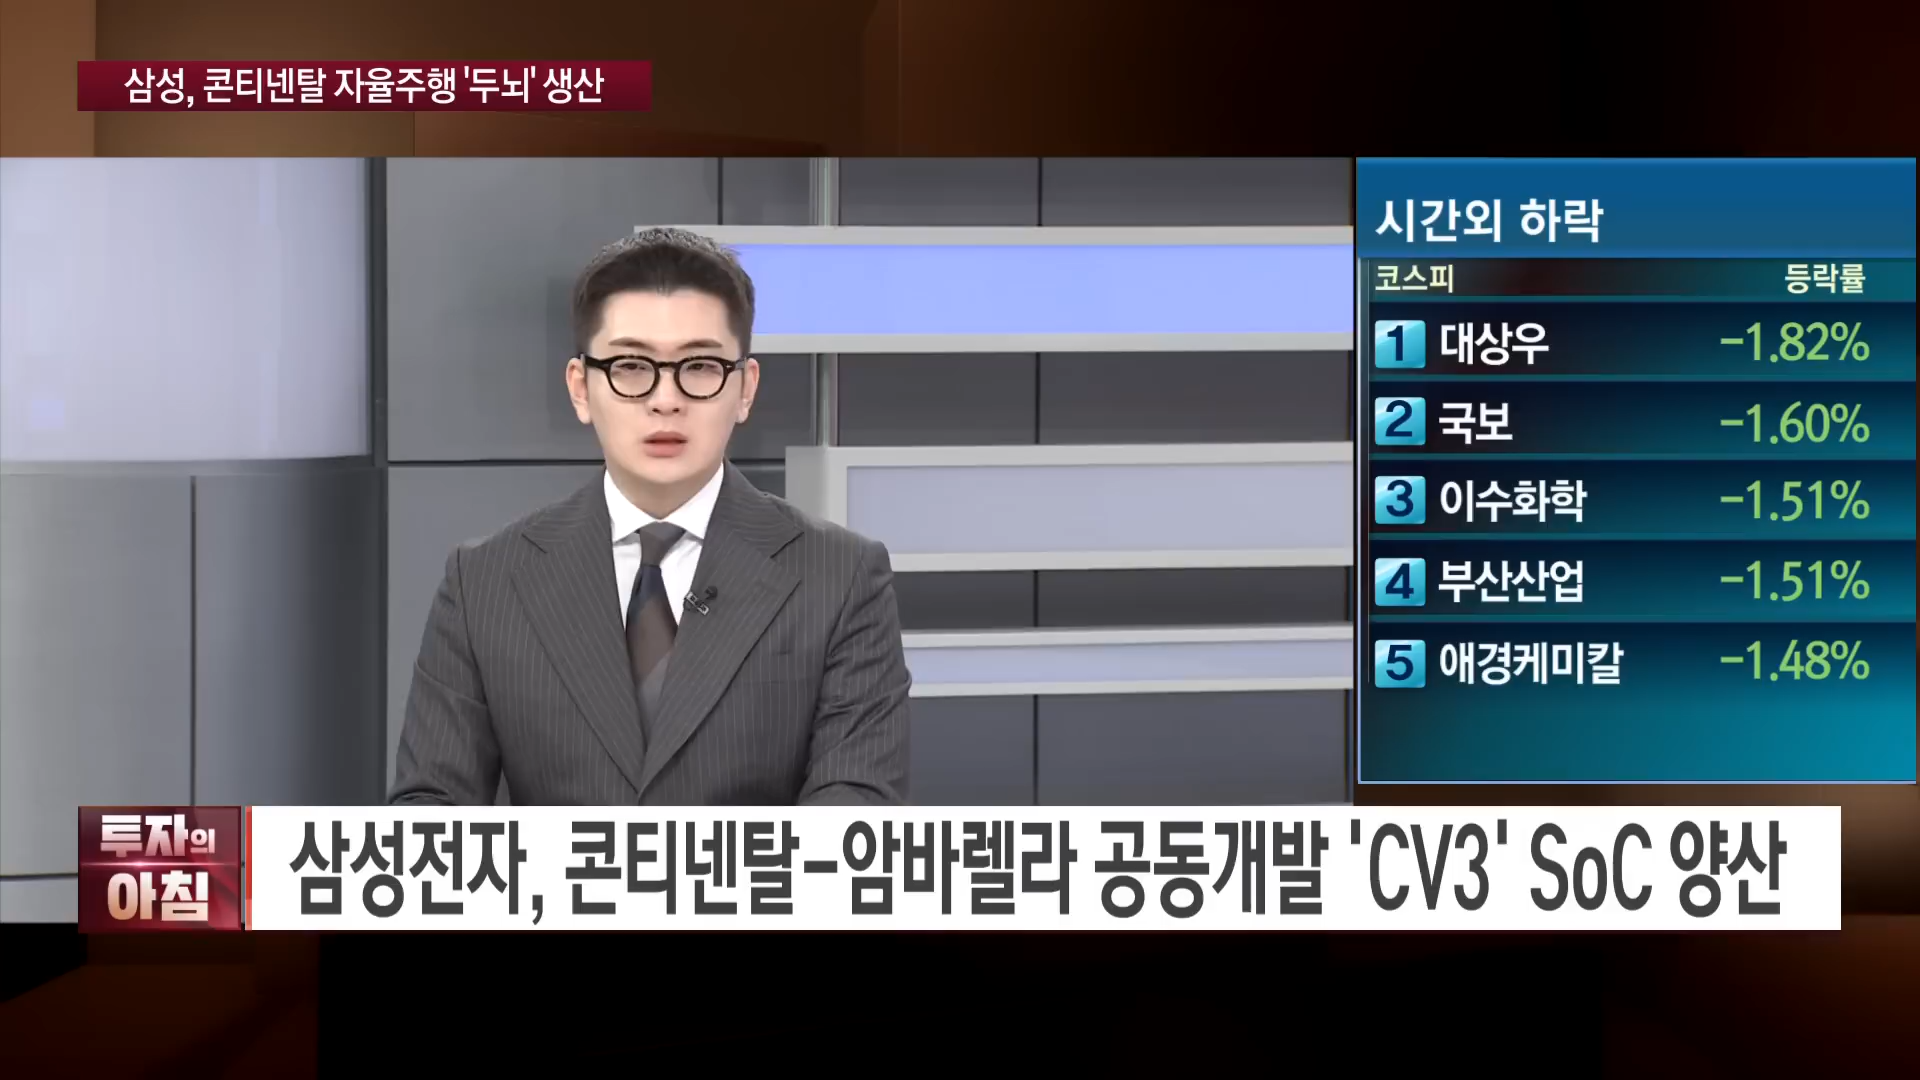 삼성, 콘티넨탈 자율주행 '두뇌' 생산
시간외 하락
코스피 등락률
1 대상우 -1.82%
2 국보 -1.60%
3 이수화학 -1.51%
4 부산산업 -1.51%
5 애경케미칼 -1.48%
투자의
아침
삼성전자, 콘티넨탈-암바렐라 공동개발 'CV3' SoC 양산